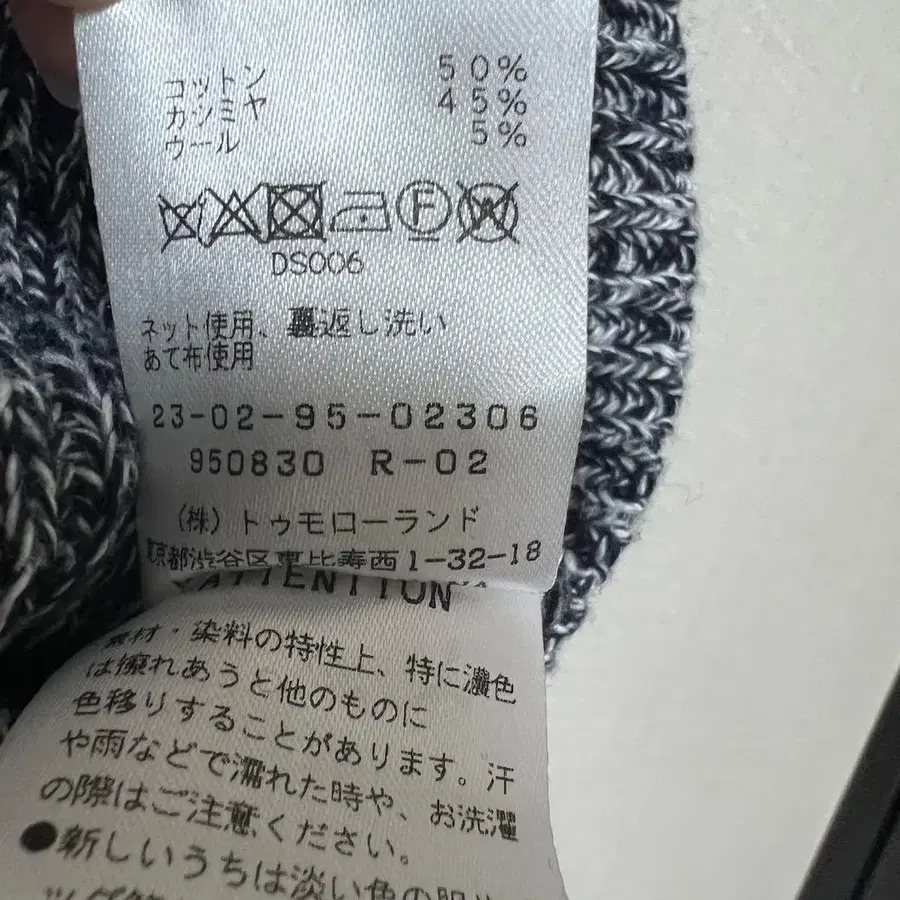 コットン 50%
カシミヤ 45%
ウール 5%
F W
DS006
ネット使用、裏返し洗い
あて布使用
23-02-95-02306
950830 R-02
(株)トゥモローランド
東京都渋谷区恵比寿西1-32-18
ATTENTION
素材・染料の特性上、特に濃色
は擦れあうと他のものに
色移りすることがあります。汗
や雨などで濡れた時や、お洗濯
の際はご注意ください。
●新しいうちは淡い色の服や